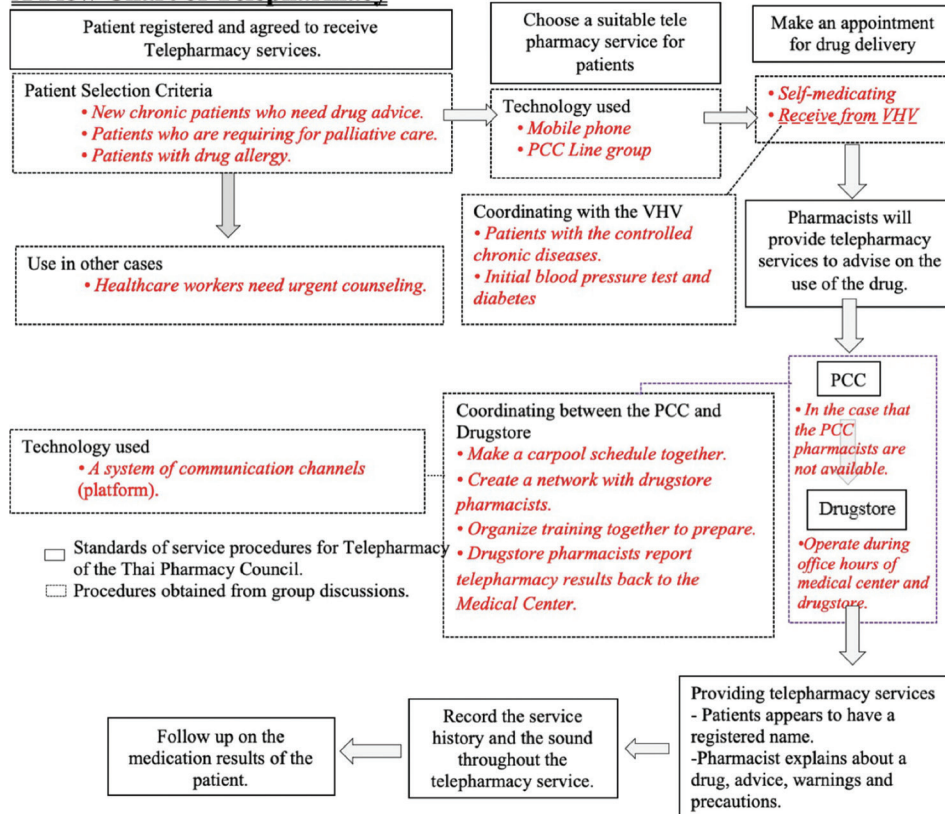 Patient registered and agreed to receive
Telepharmacy services.
Choose a suitable tele
pharmacy service for
patients
Make an appointment
for drug delivery
Patient Selection Criteria
• New chronic patients who need drug advice.
• Patients who are requiring for palliative care.
• Patients with drug allergy.
Technology used
• Mobile phone
• PCC Line group
• Self-medicating
• Receive from VHV
Use in other cases
• Healthcare workers need urgent counseling.
Coordinating with the VHV
• Patients with the controlled
chronic diseases.
• Initial blood pressure test and
diabetes
Pharmacists will
provide telepharmacy
services to advise on the
use of the drug.
Technology used
• A system of communication channels
(platform).
Coordinating between the PCC and
Drugstore
• Make a carpool schedule together.
• Create a network with drugstore
pharmacists.
• Organize training together to prepare.
• Drugstore pharmacists report
telepharmacy results back to the
Medical Center.
PCC
• In the case that
the PCC
pharmacists are
not available.
Drugstore
• Operate during
office hours of
medical center and
drugstore.
Standards of service procedures for Telepharmacy
of the Thai Pharmacy Council.
Procedures obtained from group discussions.
Follow up on the
medication results of the
patient.
Record the service
history and the sound
throughout the
telepharmacy service.
Providing telepharmacy services
- Patients appears to have a
registered name.
-Pharmacist explains about a
drug, advice, warnings and
precautions.